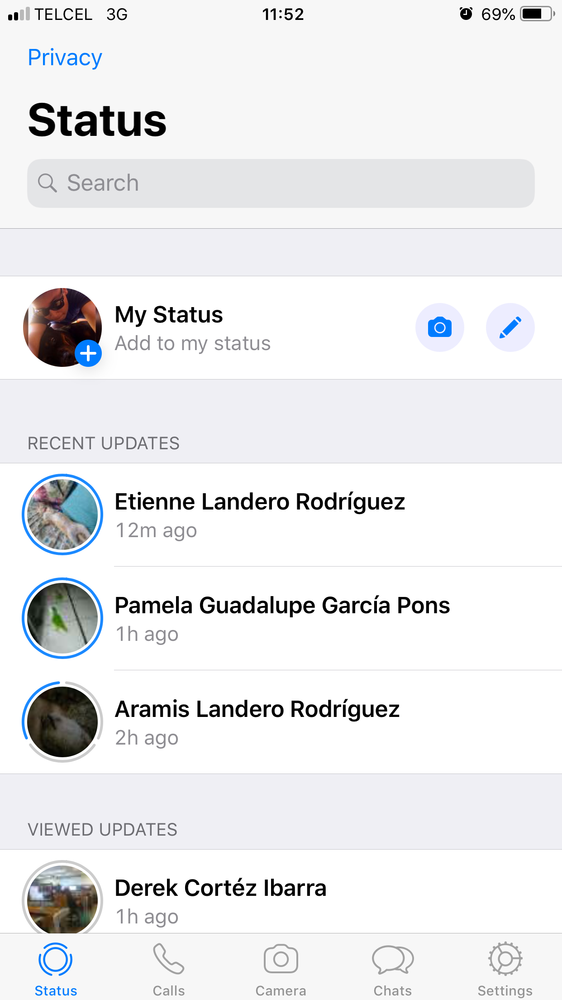 TELCEL 3G 11:52 69%
Privacy
Status
Search
My Status
Add to my status
RECENT UPDATES
Etienne Landero Rodríguez
12m ago
Pamela Guadalupe García Pons
1h ago
Aramis Landero Rodríguez
2h ago
VIEWED UPDATES
Derek Cortéz Ibarra
1h ago
Status Calls Camera Chats Settings